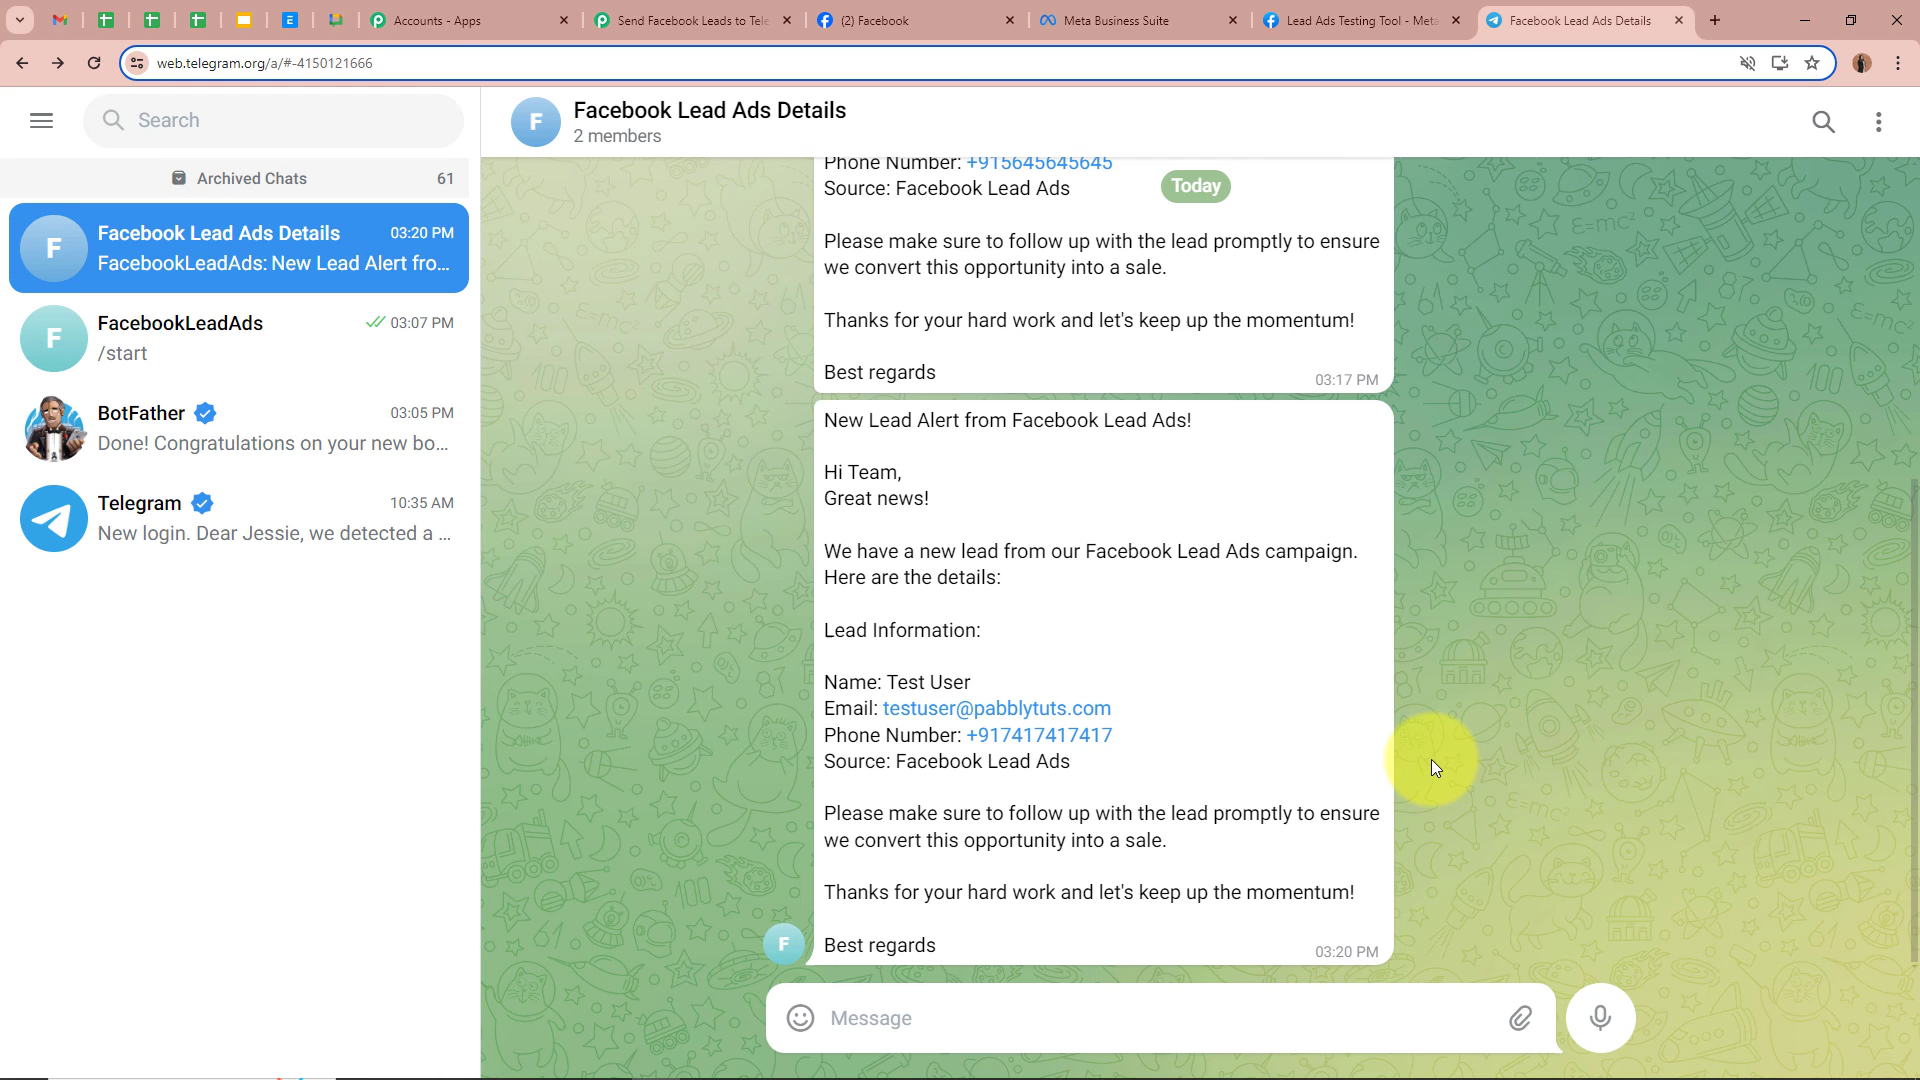 Accounts - Apps
Send Facebook Leads to Tele
(2) Facebook
Meta Business Suite
Lead Ads Testing Tool - Meta
Facebook Lead Ads Details
web.telegram.org/a/#-4150121666
Search
Archived Chats
61
Facebook Lead Ads Details
03:20 PM
FacebookLeadAds: New Lead Alert fro...
FacebookLeadAds
03:07 PM
/start
BotFather
03:05 PM
Done! Congratulations on your new bo...
Telegram
10:35 AM
New login. Dear Jessie, we detected a ...
F
Facebook Lead Ads Details
2 members
Phone Number: +915645645645
Source: Facebook Lead Ads
Today
Please make sure to follow up with the lead promptly to ensure
we convert this opportunity into a sale.
Thanks for your hard work and let's keep up the momentum!
Best regards
03:17 PM
New Lead Alert from Facebook Lead Ads!
Hi Team,
Great news!
We have a new lead from our Facebook Lead Ads campaign.
Here are the details:
Lead Information:
Name: Test User
Email: testuser@pabblytuts.com
Phone Number: +917417417417
Source: Facebook Lead Ads
Please make sure to follow up with the lead promptly to ensure
we convert this opportunity into a sale.
Thanks for your hard work and let's keep up the momentum!
Best regards
03:20 PM
F
Message